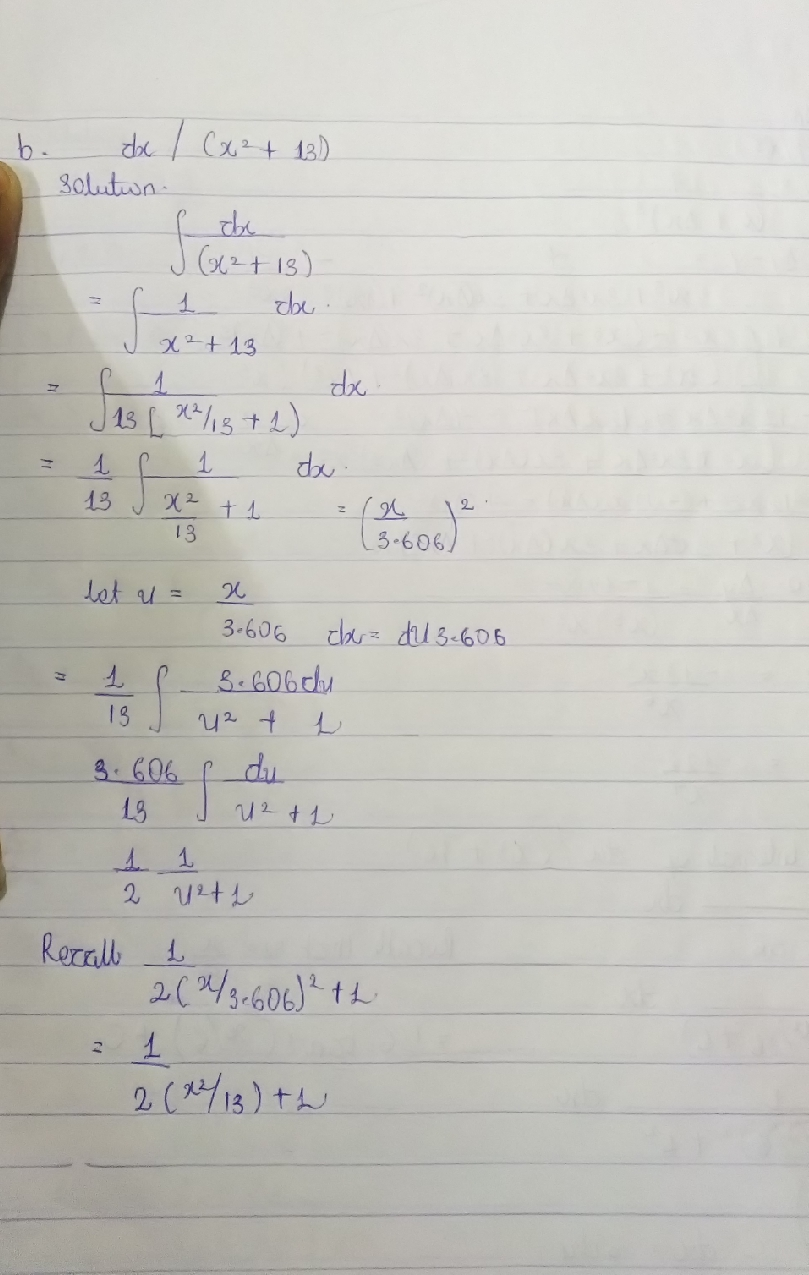 b. dx / (x² + 13)
Solution.
∫ dx / (x² + 13)
= ∫ 1 / x² + 13 dx.
= ∫ 1 / 13 [ x²/13 + 1) dx.
= 1/13 ∫ 1 / x²/13 + 1 dx. = (x / 3.606)².
let u = x / 3.606 dx = du 3.606
= 1/13 ∫ 3.606du / u² + 1
3.606/13 ∫ du / u² + 1
1/2 1 / u² + 1
Recall 1 / 2(x/3.606)² + 1
= 1 / 2(x²/13) + 1